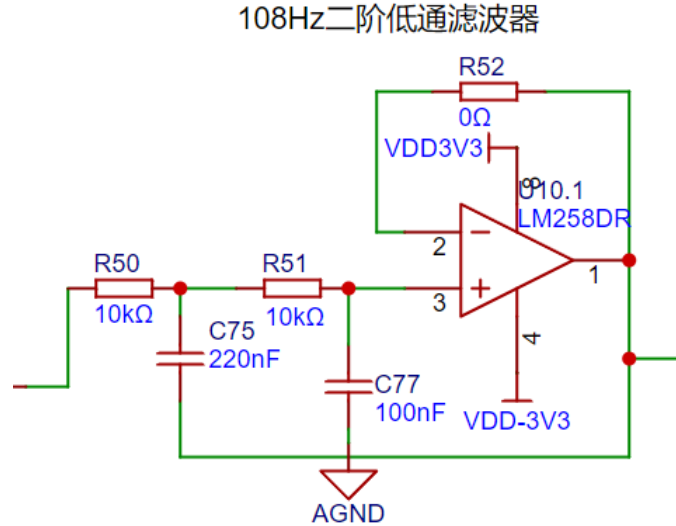 108Hz二阶低通滤波器
R52
0Ω
VDD3V3
8
U10.1
LM258DR
2
1
3
R50
10kΩ
R51
10kΩ
C75
220nF
4
C77
100nF
VDD-3V3
AGND